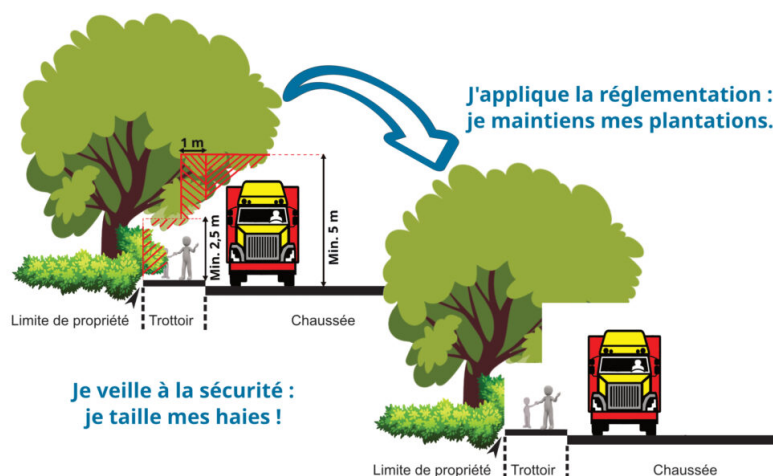 J'applique la réglementation :
je maintiens mes plantations.
1 m
Min. 2,5 m
Min. 5 m
Limite de propriété
Trottoir
Chaussée
Je veille à la sécurité :
je taille mes haies !
Limite de propriété
Trottoir
Chaussée